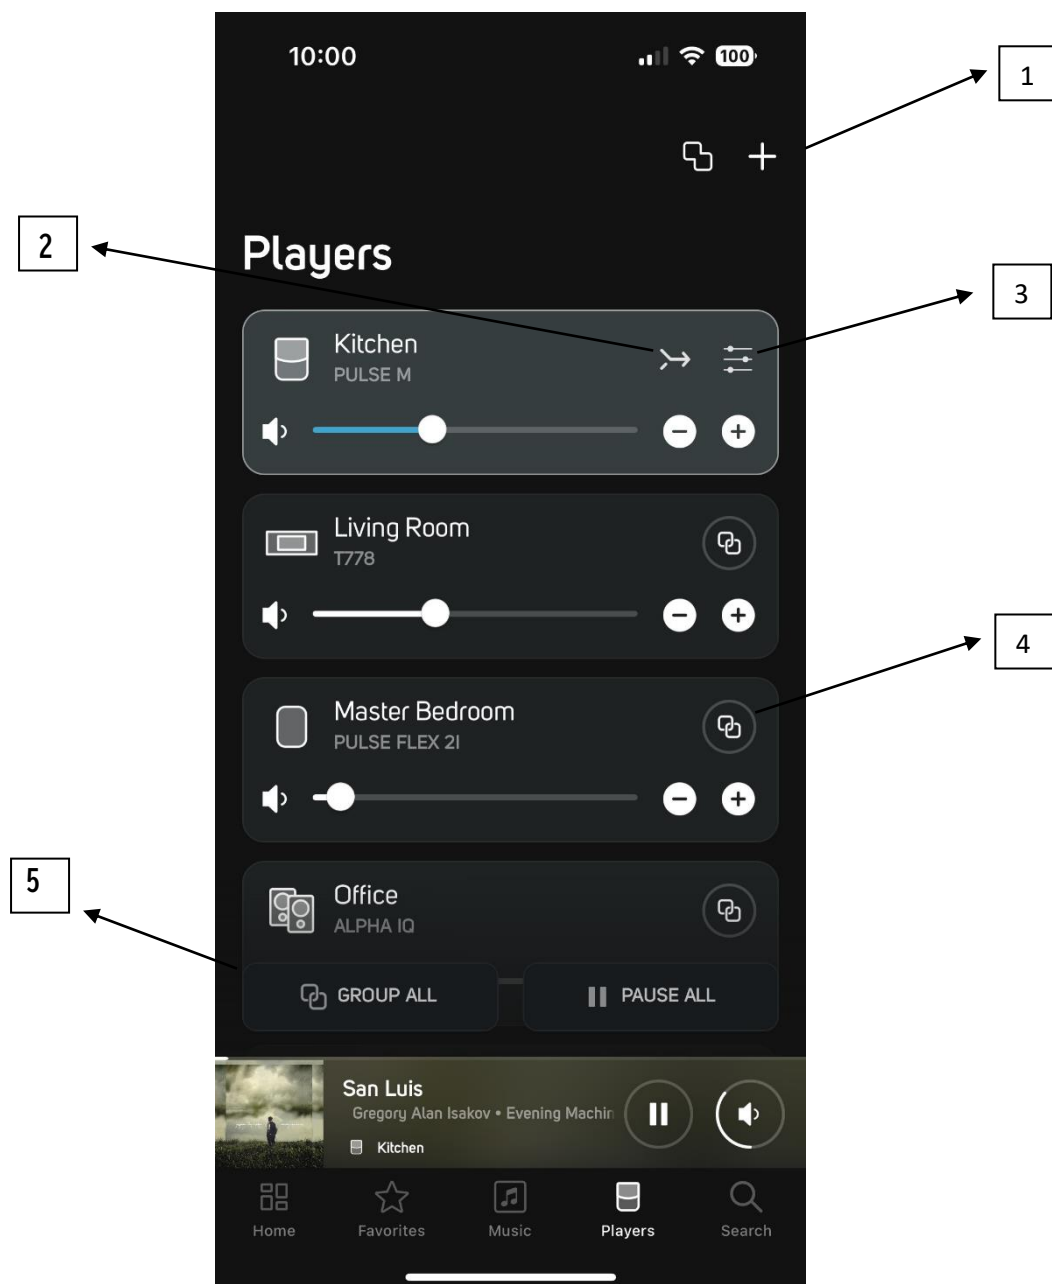 10:00
100
1
2
Players
3
Kitchen
PULSE M
Living Room
T778
4
Master Bedroom
PULSE FLEX 2I
5
Office
ALPHA IQ
GROUP ALL
PAUSE ALL
San Luis
Gregory Alan Isakov • Evening Machin
Kitchen
Home
Favorites
Music
Players
Search